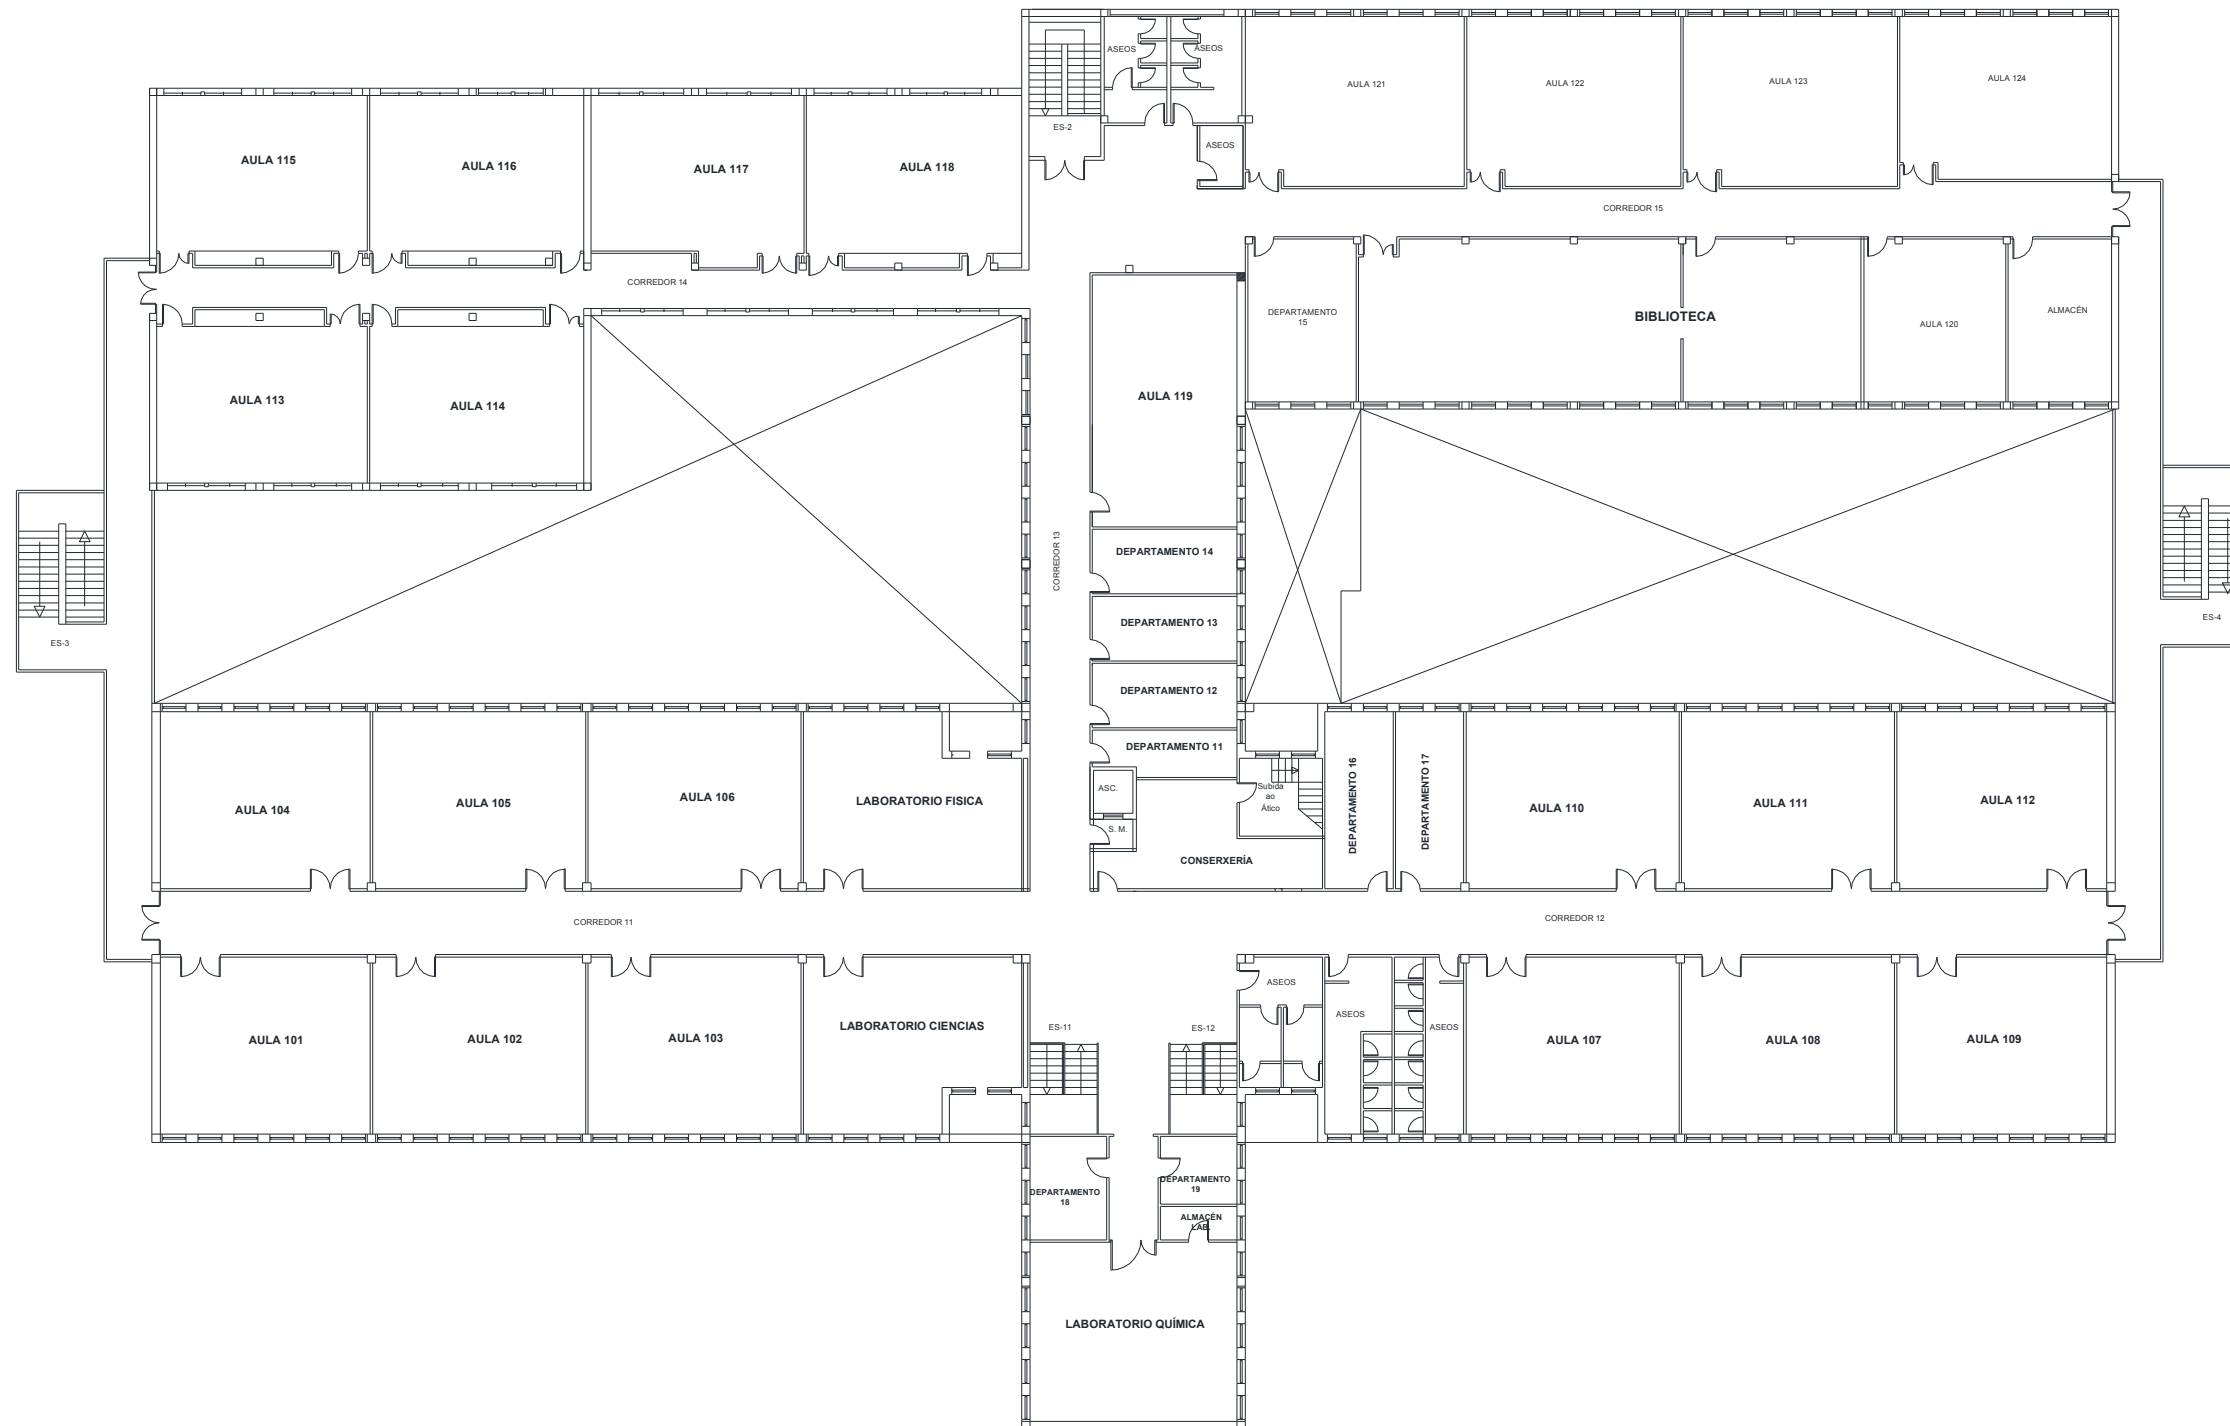 ASEOS
ASEOS
AULA 121
AULA 122
AULA 123
AULA 124
ES-2
ASEOS
AULA 115
AULA 116
AULA 117
AULA 118
CORREDOR 15
CORREDOR 14
DEPARTAMENTO
15
BIBLIOTECA
AULA 120
ALMACÉN
AULA 113
AULA 114
AULA 119
CORREDOR 13
DEPARTAMENTO 14
DEPARTAMENTO 13
DEPARTAMENTO 12
DEPARTAMENTO 11
ES-3
ES-4
AULA 104
AULA 105
AULA 106
LABORATORIO FISICA
ASC.
S. M.
Subida
ao
Ático
CONSERXERÍA
DEPARTAMENTO 16
DEPARTAMENTO 17
AULA 110
AULA 111
AULA 112
CORREDOR 11
CORREDOR 12
AULA 101
AULA 102
AULA 103
LABORATORIO CIENCIAS
ES-11
ES-12
ASEOS
ASEOS
ASEOS
AULA 107
AULA 108
AULA 109
DEPARTAMENTO
18
DEPARTAMENTO
19
ALMACÉN
LAB.
LABORATORIO QUÍMICA